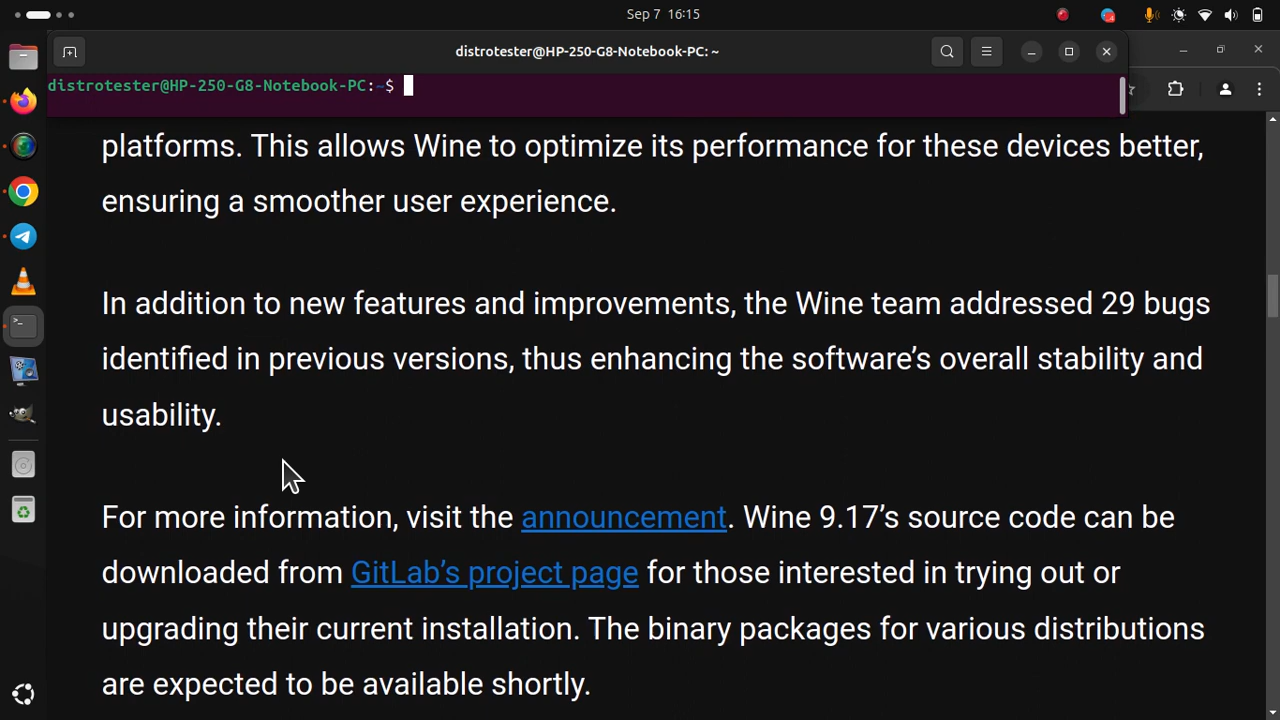 Sep 7 16:15
distrotester@HP-250-G8-Notebook-PC: ~
distrotester@HP-250-G8-Notebook-PC:~$
platforms. This allows Wine to optimize its performance for these devices better,
ensuring a smoother user experience.
In addition to new features and improvements, the Wine team addressed 29 bugs
identified in previous versions, thus enhancing the software’s overall stability and
usability.
For more information, visit the announcement. Wine 9.17’s source code can be
downloaded from GitLab’s project page for those interested in trying out or
upgrading their current installation. The binary packages for various distributions
are expected to be available shortly.